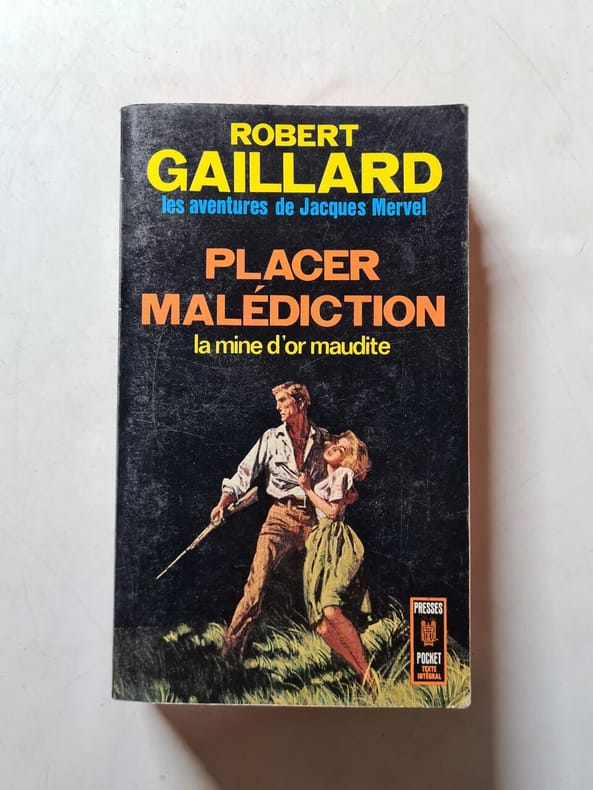 ROBERT
GAILLARD
les aventures de Jacques Mervel
PLACER
MALÉDICTION
la mine d'or maudite
PRESSES
POCKET
TEXTE
INTÉGRAL